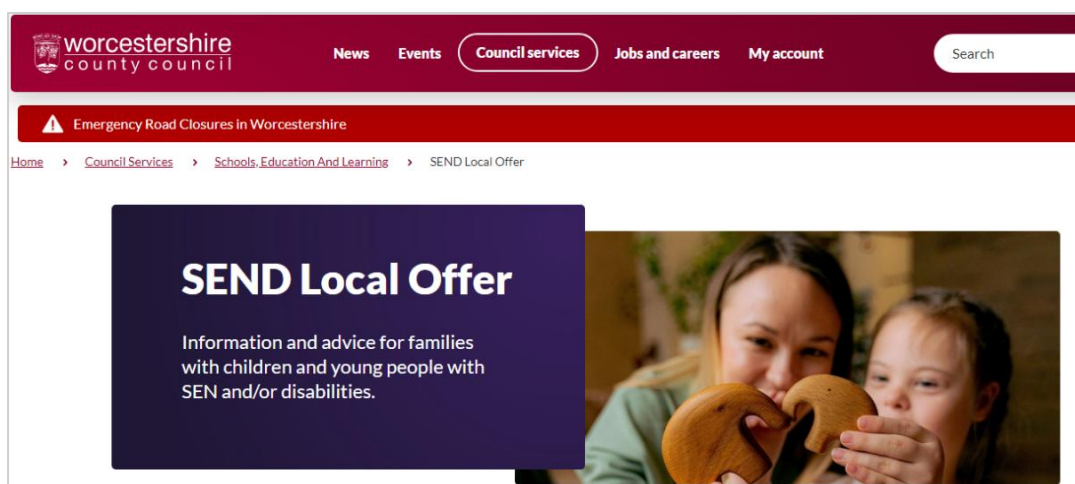 worcestershire
county council
News Events Council services Jobs and careers My account Search
Emergency Road Closures in Worcestershire
Home > Council Services > Schools, Education And Learning > SEND Local Offer
SEND Local Offer
Information and advice for families
with children and young people with
SEN and/or disabilities.